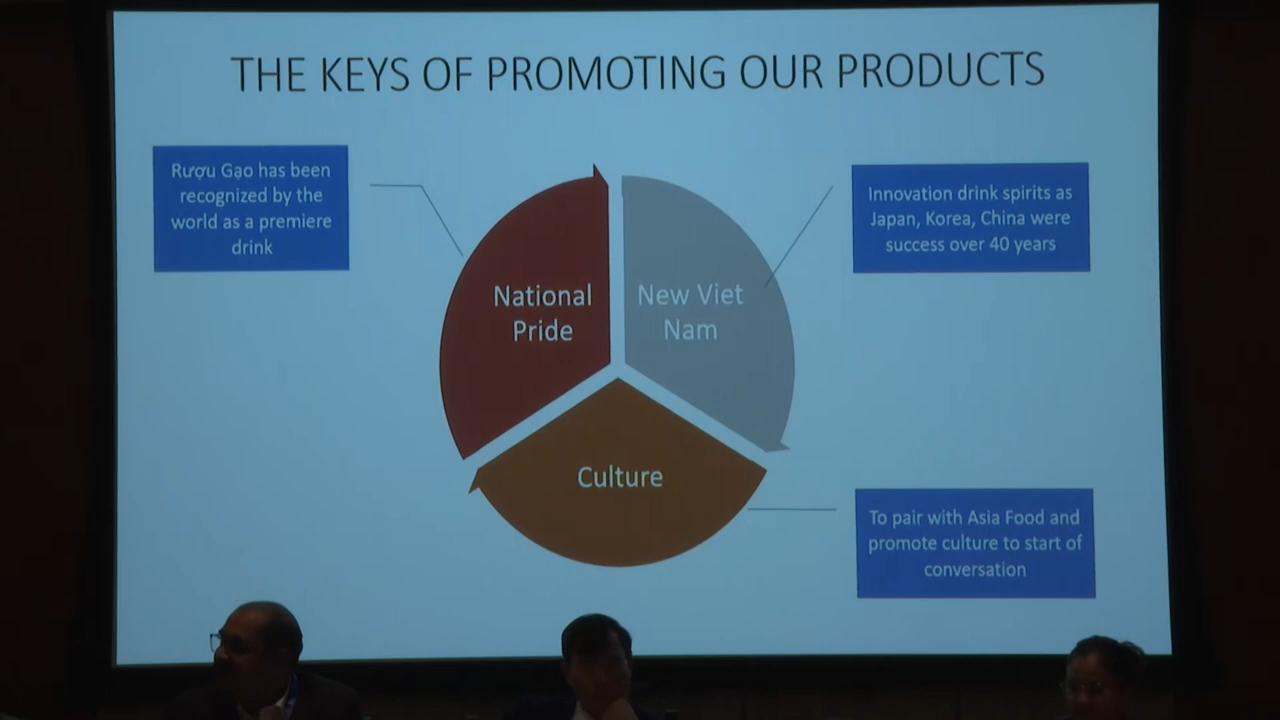 THE KEYS OF PROMOTING OUR PRODUCTS
Rượu Gạo has been
recognized by the
world as a premiere
drink
Innovation drink spirits as
Japan, Korea, China were
success over 40 years
National
Pride
New Viet
Nam
Culture
To pair with Asia Food and
promote culture to start of
conversation